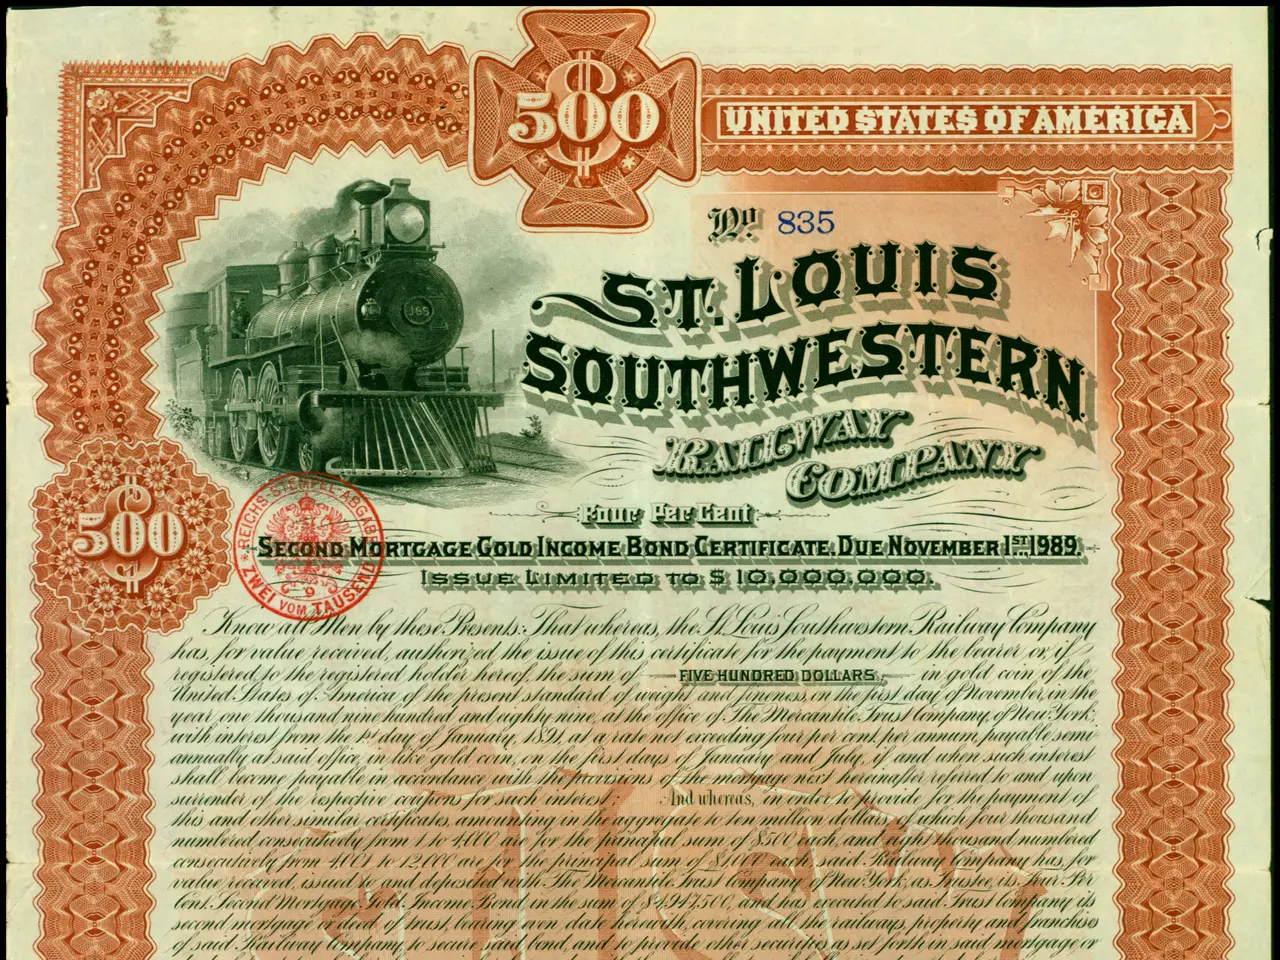 $500
UNITED STATES OF AMERICA
No 835
ST. LOUIS
SOUTHWESTERN
RAILWAY
COMPANY
168
Four Per Cent
$500
SECOND MORTGAGE GOLD INCOME BOND CERTIFICATE, DUE NOVEMBER 1ST 1989.
ISSUE LIMITED TO $10,000,000.
REICHS-STEMPEL-ABGABE
ZWEI VOM TAUSEND
Know all Men by these Presents: That whereas, the St. Louis Southwestern Railway Company
has, for value received, authorized the issue of this certificate for the payment to the bearer or, if
registered to the registered holder hereof, the sum of FIVE HUNDRED DOLLARS, in gold coin of the
United States of America of the present standard of weight and fineness, on the first day of November, in the
year one thousand nine hundred and eighty-nine, at the office of The Mercantile Trust Company, of New York,
with interest from the 1st day of January, 1891, at a rate not exceeding four per cent. per annum, payable semi
annually at said office, in like gold coin, on the first days of January and July, if and when such interest
shall become payable in accordance with the provisions of the mortgage next hereinafter referred to and upon
surrender of the respective coupons for such interest; And whereas, in order to provide for the payment of
this and other similar certificates, amounting in the aggregate to ten million dollars, of which four thousand
numbered consecutively from 1 to 4,000 are for the principal sum of $500 each, and eight thousand numbered
consecutively from 4,001 to 12,000 are for the principal sum of $1,000 each, said Railway Company has, for
value received, issued to and deposited with The Mercantile Trust Company of New York, as Trustee, its Four Per
Cent. Second Mortgage Gold Income Bond in the sum of $4,947,500, and has executed to said Trust Company its
second mortgage or deed of trust, bearing even date herewith, covering all the railways, property and franchises
of said Railway Company, to secure said bond, and to provide other securities as set forth in said mortgage or